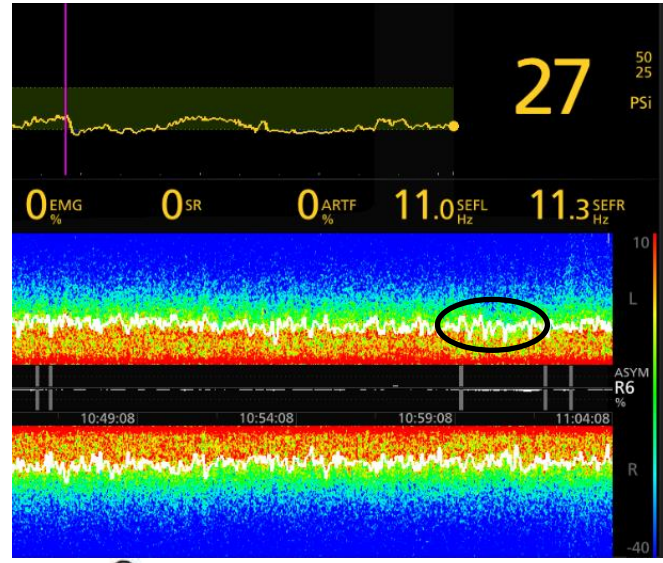 27
50
25
PSi
0 EMG %
0 SR
0 ARTF %
11.0 SEFL Hz
11.3 SEFR Hz
10
L
ASYM
R6
%
10:49:08 10:54:08 10:59:08 11:04:08
R
-40